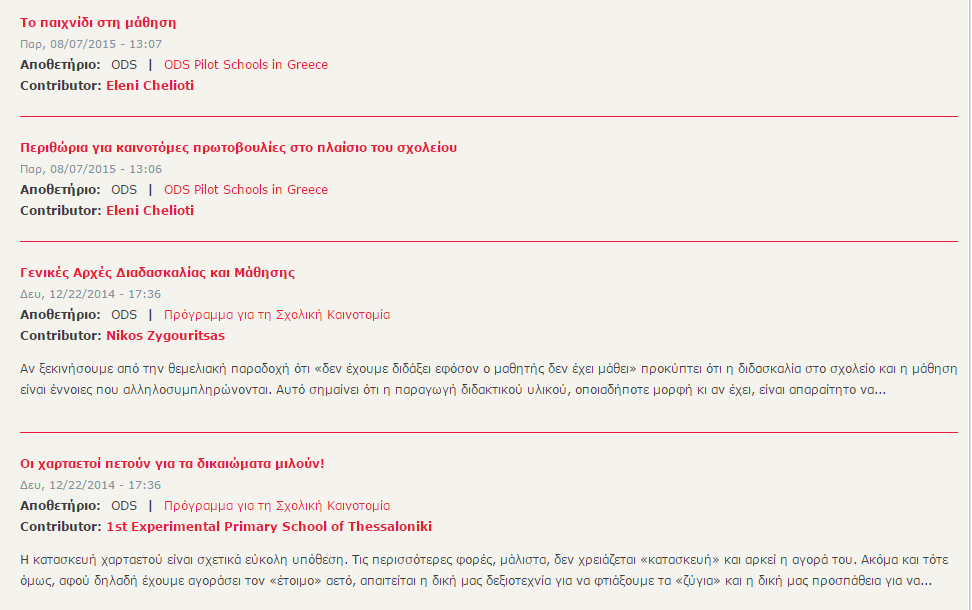 Το παιχνίδι στη μάθηση
Παρ, 08/07/2015 - 13:07
Αποθετήριο: ODS | ODS Pilot Schools in Greece
Contributor: Eleni Chelioti
Περιθώρια για καινοτόμες πρωτοβουλίες στο πλαίσιο του σχολείου
Παρ, 08/07/2015 - 13:06
Αποθετήριο: ODS | ODS Pilot Schools in Greece
Contributor: Eleni Chelioti
Γενικές Αρχές Διαδασκαλίας και Μάθησης
Δευ, 12/22/2014 - 17:36
Αποθετήριο: ODS | Πρόγραμμα για τη Σχολική Καινοτομία
Contributor: Nikos Zygouritsas
Αν ξεκινήσουμε από την θεμελιακή παραδοχή ότι «δεν έχουμε διδάξει εφόσον ο μαθητής δεν έχει μάθει» προκύπτει ότι η διδασκαλία στο σχολείο και η μάθηση
είναι έννοιες που αλληλοσυμπληρώνονται. Αυτό σημαίνει ότι η παραγωγή διδακτικού υλικού, οποιαδήποτε μορφή κι αν έχει, είναι απαραίτητο να...
Οι χαρταετοί πετούν για τα δικαιώματα μιλούν!
Δευ, 12/22/2014 - 17:36
Αποθετήριο: ODS | Πρόγραμμα για τη Σχολική Καινοτομία
Contributor: 1st Experimental Primary School of Thessaloniki
Η κατασκευή χαρταετού είναι σχετικά εύκολη υπόθεση. Τις περισσότερες φορές, μάλιστα, δεν χρειάζεται «κατασκευή» και αρκεί η αγορά του. Ακόμα και τότε
όμως, αφού δηλαδή έχουμε αγοράσει τον «έτοιμο» αετό, απαιτείται η δική μας δεξιοτεχνία για να φτιάξουμε τα «ζύγια» και η δική μας προσπάθεια για να...